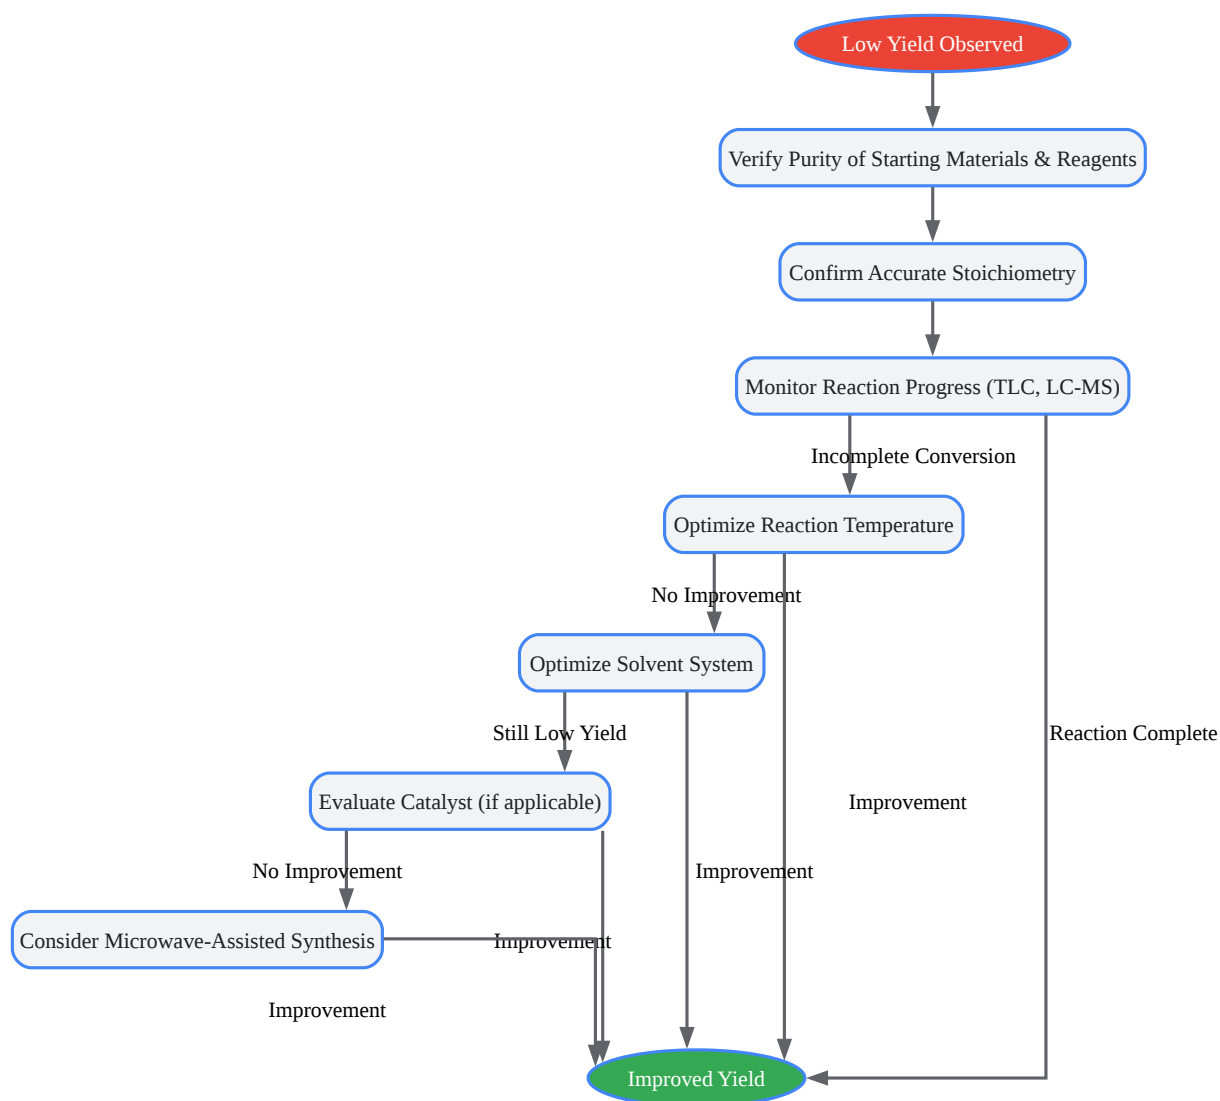 Low Yield Observed
Verify Purity of Starting Materials & Reagents
Confirm Accurate Stoichiometry
Monitor Reaction Progress (TLC, LC-MS)
Incomplete Conversion
Optimize Reaction Temperature
No Improvement
Optimize Solvent System
Still Low Yield
Reaction Complete
Evaluate Catalyst (if applicable)
Improvement
No Improvement
Improvement
Consider Microwave-Assisted Synthesis
Improvement
Improvement
Improved Yield